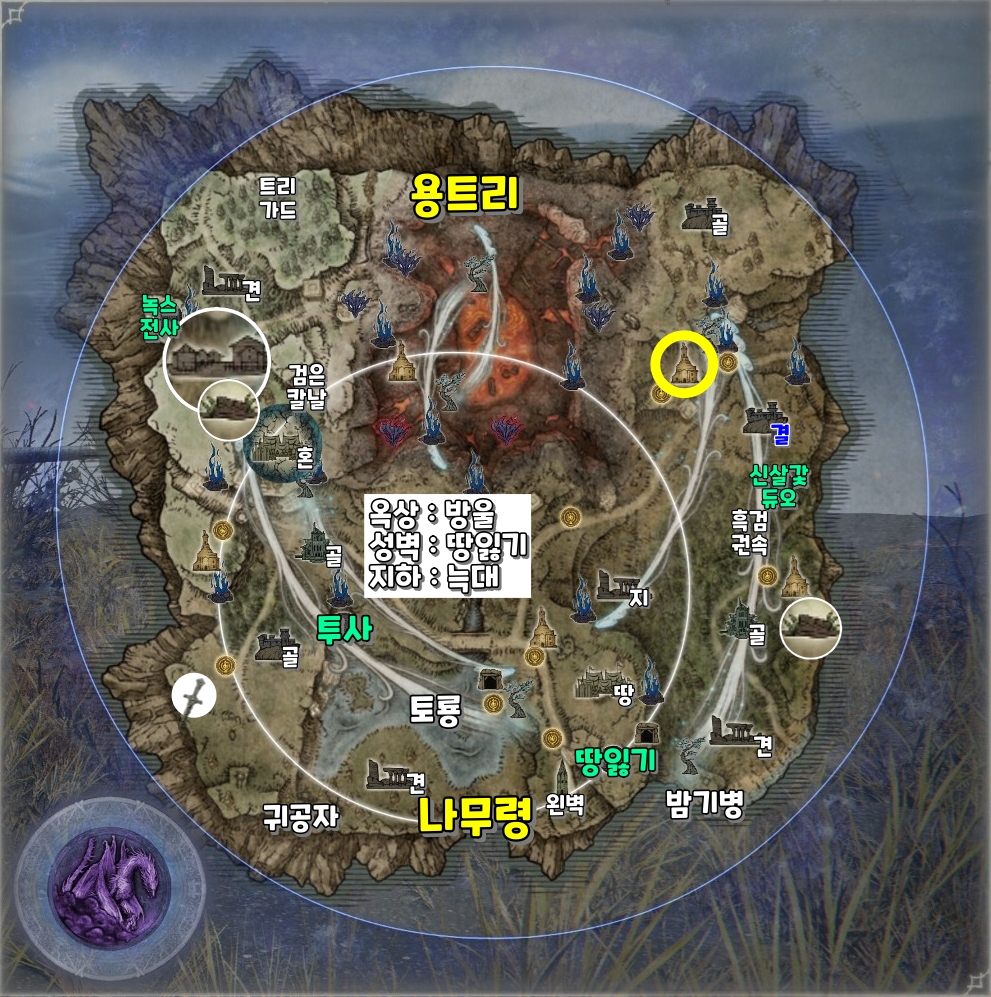 트리
가드
용트리
골
견
녹스
전사
검은
칼날
혼
결
신살갗
듀오
옥상 : 방울
성벽 : 땅잃기
지하 : 늑대
흑검
권속
골
지
투사
골
골
땅
토룡
견
땅잃기
견
나무령
왼벽
밤기병
귀공자